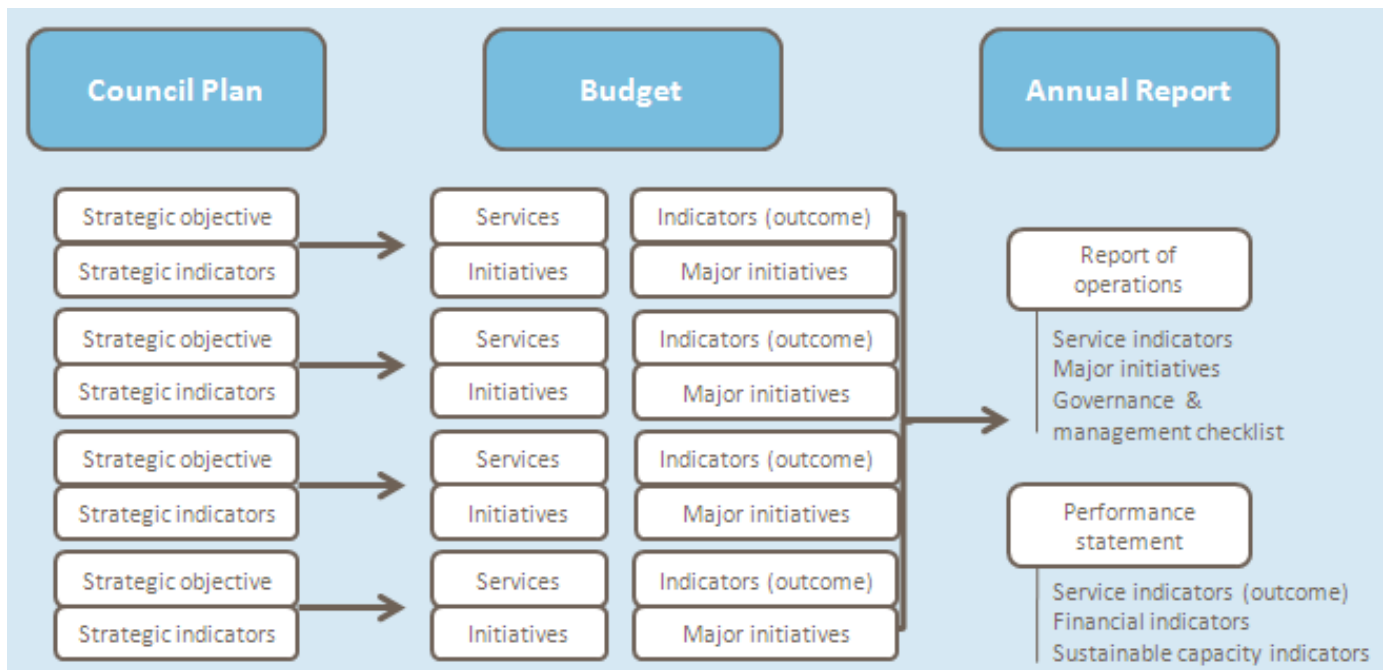 Council Plan
Budget
Annual Report
Strategic objective
Strategic indicators
Strategic objective
Strategic indicators
Strategic objective
Strategic indicators
Strategic objective
Strategic indicators
Services
Initiatives
Services
Initiatives
Services
Initiatives
Services
Initiatives
Indicators (outcome)
Major initiatives
Indicators (outcome)
Major initiatives
Indicators (outcome)
Major initiatives
Indicators (outcome)
Major initiatives
Report of
operations
Service indicators
Major initiatives
Governance &
management checklist
Performance
statement
Service indicators (outcome)
Financial indicators
Sustainable capacity indicators